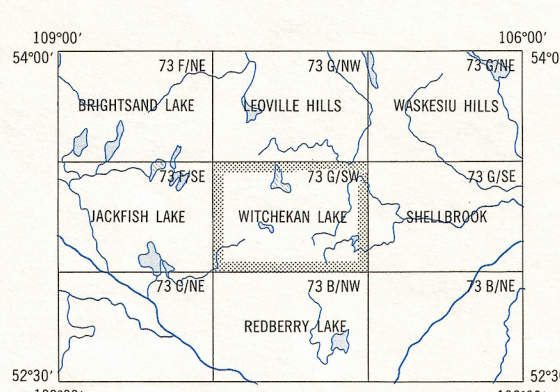 109°00′ 106°00′
54°00′ 54°0
73 F/NE 73 G/NW 73 G/NE
BRIGHTSAND LAKE LEOVILLE HILLS WASKESIU HILLS
73 F/SE 73 G/SW 73 G/SE
JACKFISH LAKE WITCHEKAN LAKE SHELLBROOK
73 C/NE 73 B/NW 73 B/NE
REDBERRY LAKE
52°30′ 52°3